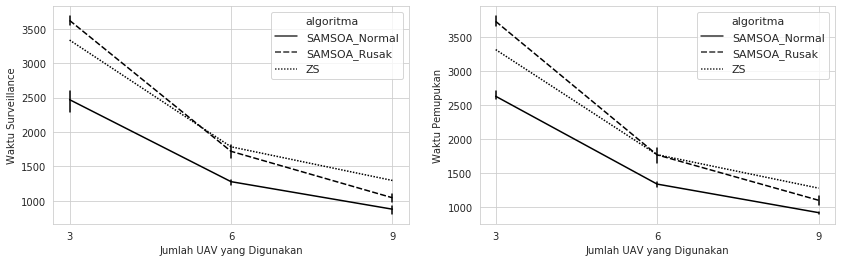 algoritma
SAMSOA_Normal
SAMSOA_Rusak
ZS
3500
3000
2500
2000
1500
1000
Waktu Surveillance
3
6
9
Jumlah UAV yang Digunakan
algoritma
SAMSOA_Normal
SAMSOA_Rusak
ZS
3500
3000
2500
2000
1500
1000
Waktu Pemupukan
3
6
9
Jumlah UAV yang Digunakan